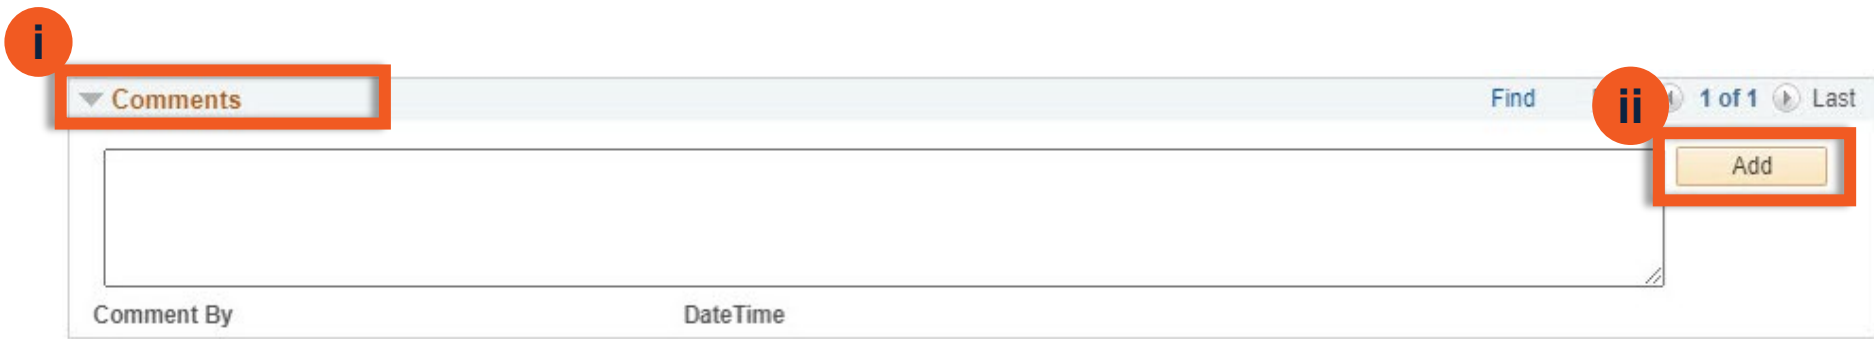 i
Comments
Find
ii
1 of 1
Last
Add
Comment By
DateTime